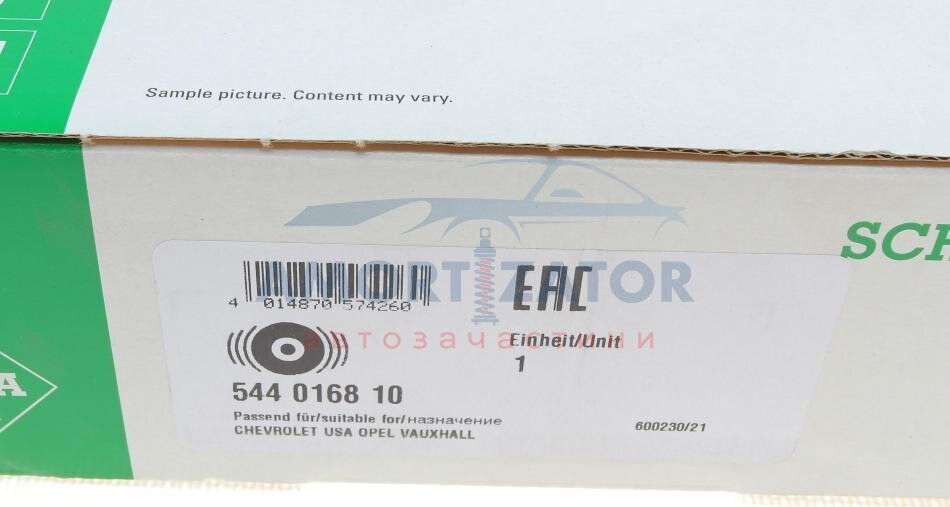 Sample picture. Content may vary.
SCH
AMORTIZATOR
автозапчастини
4 014870 574260
EAC
Einheit/Unit
1
544 0168 10
Passend für/suitable for/назначение
CHEVROLET USA OPEL VAUXHALL
600230/21
A